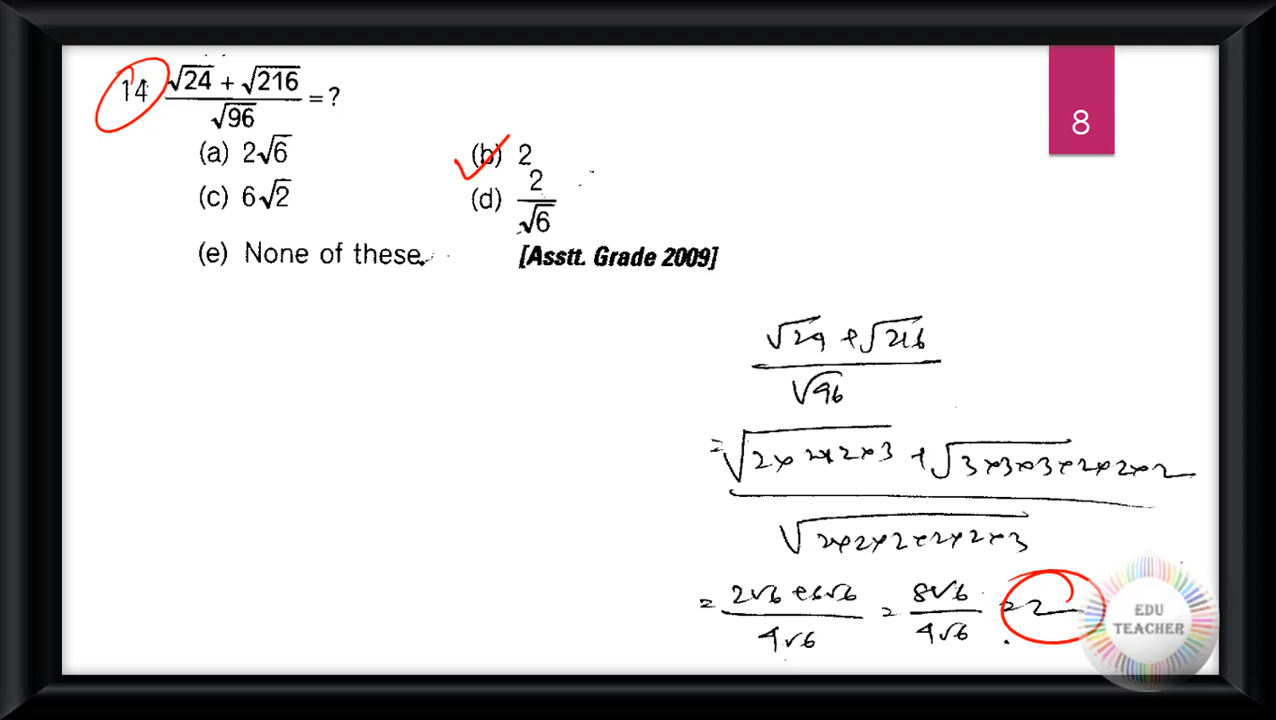 14 (√24 + √216)/√96 = ?
8
(a) 2√6 (b) 2
(c) 6√2 (d) 2/√6
(e) None of these. [Asstt. Grade 2009]
(√24 + √216)/√96
= (√(2×2×2×3) + √(3×3×3×2×2×2))/√(2×2×2×2×2×3)
= (2√6 + 6√6)/(4√6) = 8√6/(4√6) = 2
EDU
TEACHER